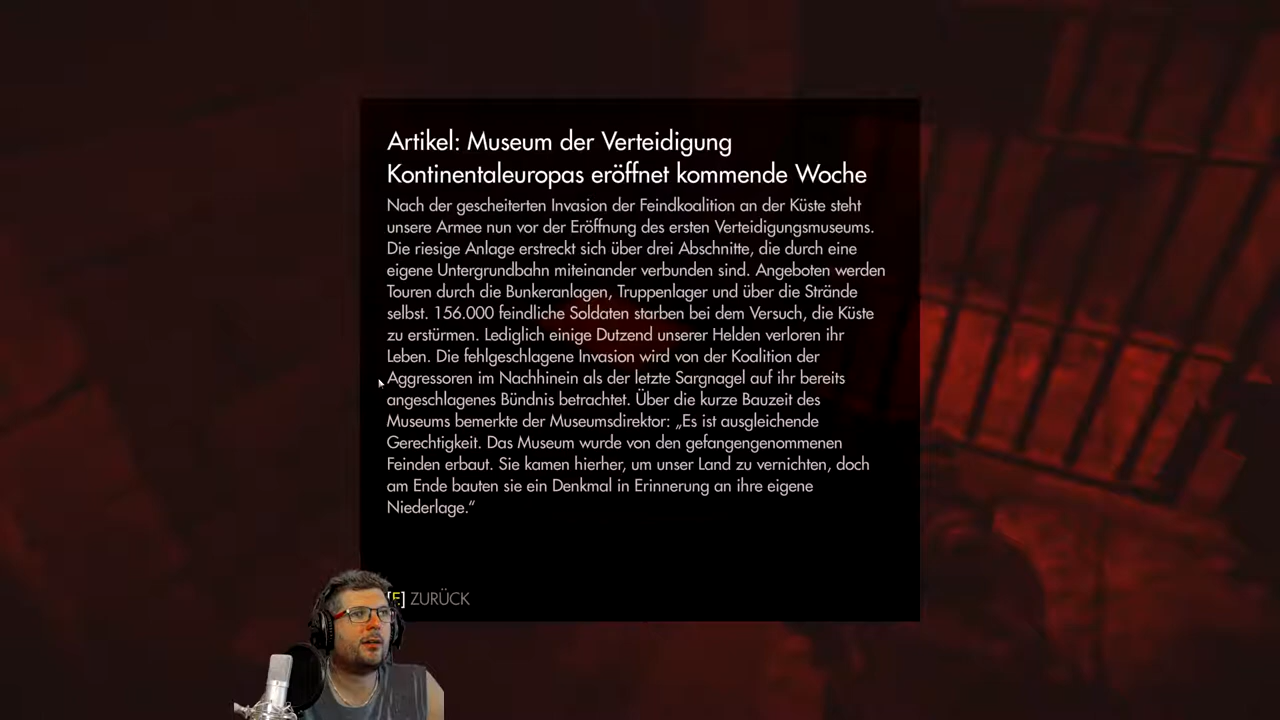 Artikel: Museum der Verteidigung
Kontinentaleuropas eröffnet kommende Woche
Nach der gescheiterten Invasion der Feindkoalition an der Küste steht
unsere Armee nun vor der Eröffnung des ersten Verteidigungsmuseums.
Die riesige Anlage erstreckt sich über drei Abschnitte, die durch eine
eigene Untergrundbahn miteinander verbunden sind. Angeboten werden
Touren durch die Bunkeranlagen, Truppenlager und über die Strände
selbst. 156.000 feindliche Soldaten starben bei dem Versuch, die Küste
zu erstürmen. Lediglich einige Dutzend unserer Helden verloren ihr
Leben. Die fehlgeschlagene Invasion wird von der Koalition der
Aggressoren im Nachhinein als der letzte Sargnagel auf ihr bereits
angeschlagenes Bündnis betrachtet. Über die kurze Bauzeit des
Museums bemerkte der Museumsdirektor: „Es ist ausgleichende
Gerechtigkeit. Das Museum wurde von den gefangengenommenen
Feinden erbaut. Sie kamen hierher, um unser Land zu vernichten, doch
am Ende bauten sie ein Denkmal in Erinnerung an ihre eigene
Niederlage.“
[E] ZURÜCK